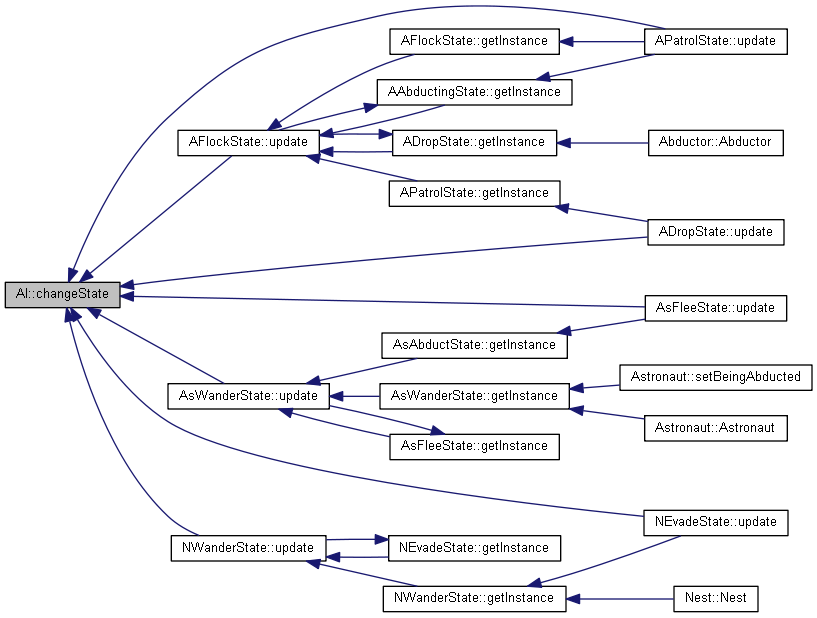 AFlockState::getInstance
APatrolState::update
AAbductingState::getInstance
AFlockState::update
ADropState::getInstance
Abductor::Abductor
APatrolState::getInstance
ADropState::update
AI::changeState
AsFleeState::update
AsAbductState::getInstance
Astronaut::setBeingAbducted
AsWanderState::update
AsWanderState::getInstance
Astronaut::Astronaut
AsFleeState::getInstance
NEvadeState::update
NWanderState::update
NEvadeState::getInstance
NWanderState::getInstance
Nest::Nest